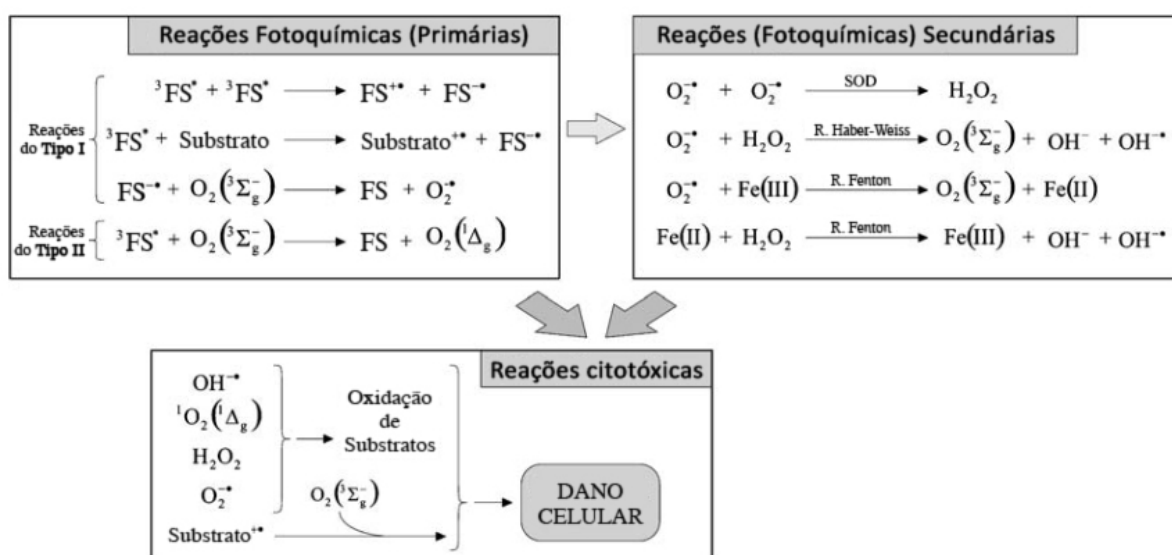 Reações Fotoquímicas (Primárias)
Reações do Tipo I
³FS* + ³FS* → FS⁺• + FS⁻•
³FS* + Substrato → Substrato⁺• + FS⁻•
FS⁻• + O₂(³Σg⁻) → FS + O₂⁻•
Reações do Tipo II
³FS* + O₂(³Σg⁻) → FS + O₂(¹Δg)
Reações (Fotoquímicas) Secundárias
O₂⁻• + O₂⁻• SOD → H₂O₂
O₂⁻• + H₂O₂ R. Haber-Weiss → O₂(³Σg⁻) + OH⁻ + OH⁻•
O₂⁻• + Fe(III) R. Fenton → O₂(³Σg⁻) + Fe(II)
Fe(II) + H₂O₂ R. Fenton → Fe(III) + OH⁻ + OH⁻•
Reações citotóxicas
OH⁻•
¹O₂(¹Δg)
H₂O₂
O₂⁻•
Oxidação
de
Substratos
Substrato⁺•
O₂(³Σg⁻)
DANO
CELULAR